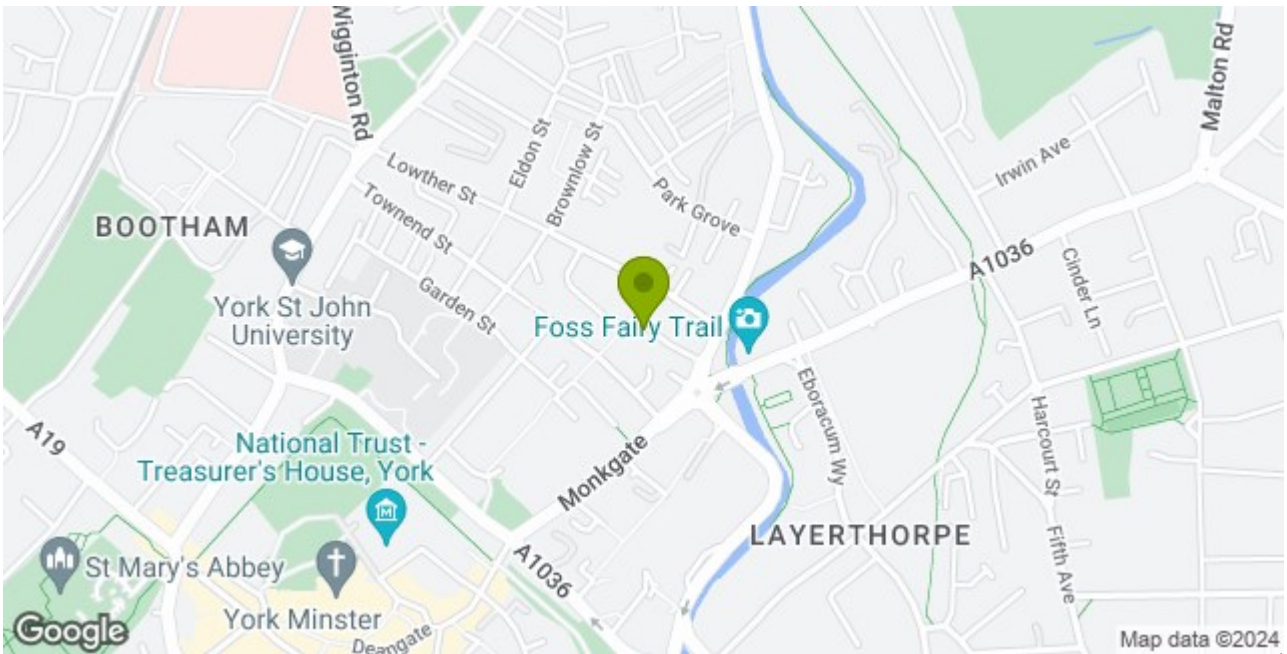 Wigginton Rd
Malton Rd
Eldon St
Brownlow St
Lowther St
Townend St
Park Grove
Irwin Ave
BOOTHAM
A1036
Cinder Ln
York St John
University
Garden St
Foss Fairy Trail
Eboracum Wy
Harcourt St
A19
National Trust -
Treasurer's House, York
Monkgate
LAYERTHORPE
Fifth Ave
St Mary's Abbey
A1036
York Minster
Deangate
Google
Map data ©2024